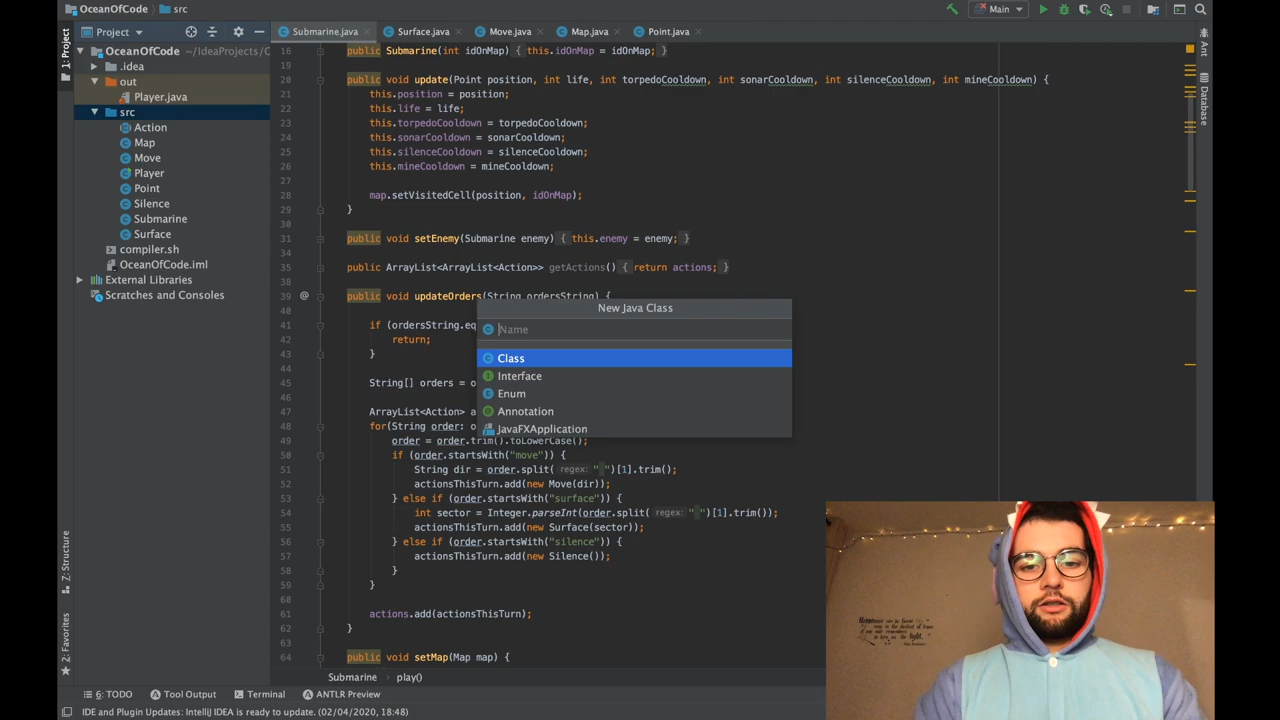 OceanOfCode
src
Main
Project
Submarine.java
Surface.java
Move.java
Map.java
Point.java
1: Project
OceanOfCode ~/IdeaProjects/O
.idea
out
Player.java
src
Action
Map
Move
Player
Point
Silence
Submarine
Surface
compiler.sh
OceanOfCode.iml
External Libraries
Scratches and Consoles
Z: Structure
2: Favorites
Ant
Database
16 public Submarine(int idOnMap) { this.idOnMap = idOnMap; }
20 public void update(Point position, int life, int torpedoCooldown, int sonarCooldown, int silenceCooldown, int mineCooldown) {
21 this.position = position;
22 this.life = life;
23 this.torpedoCooldown = torpedoCooldown;
24 this.sonarCooldown = sonarCooldown;
25 this.silenceCooldown = silenceCooldown;
26 this.mineCooldown = mineCooldown;
27
28 map.setVisitedCell(position, idOnMap);
29 }
30
31 public void setEnemy(Submarine enemy) { this.enemy = enemy; }
34
35 public ArrayList<ArrayList<Action>> getActions() { return actions; }
38
39 @ public void updateOrders(String ordersString) {
40
41 if (ordersString.eq
42 return;
43 }
44
45 String[] orders = o
46
47 ArrayList<Action> a
48 for(String order: o
49 order = order.trim().toLowerCase();
50 if (order.startsWith("move")) {
51 String dir = order.split( regex: " ")[1].trim();
52 actionsThisTurn.add(new Move(dir));
53 } else if (order.startsWith("surface")) {
54 int sector = Integer.parseInt(order.split( regex: " ")[1].trim());
55 actionsThisTurn.add(new Surface(sector));
56 } else if (order.startsWith("silence")) {
57 actionsThisTurn.add(new Silence());
58 }
59 }
60
61 actions.add(actionsThisTurn);
62 }
63
64 public void setMap(Map map) {
New Java Class
Name
Class
Interface
Enum
Annotation
JavaFXApplication
Submarine play()
6: TODO
Tool Output
Terminal
ANTLR Preview
IDE and Plugin Updates: IntelliJ IDEA is ready to update. (02/04/2020, 18:48)